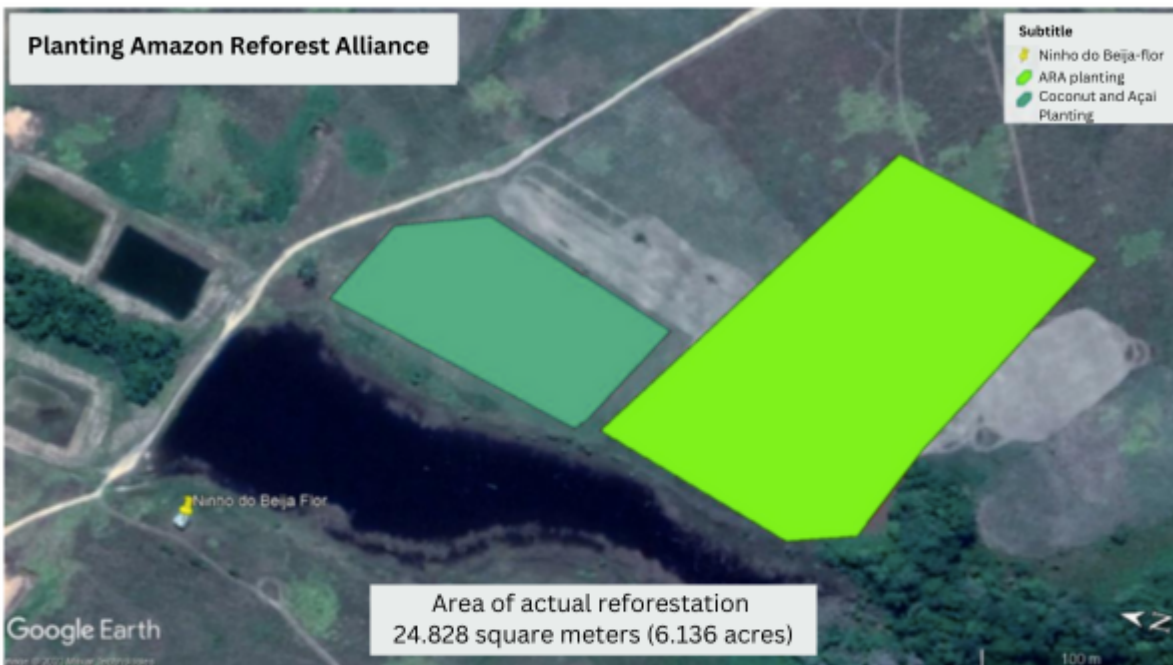 Planting Amazon Reforest Alliance
Subtitle
Ninho do Beija-flor
ARA planting
Coconut and Açai
Planting
Ninho do Beija Flor
Area of actual reforestation
24.828 square meters (6.136 acres)
Google Earth
N
100 m